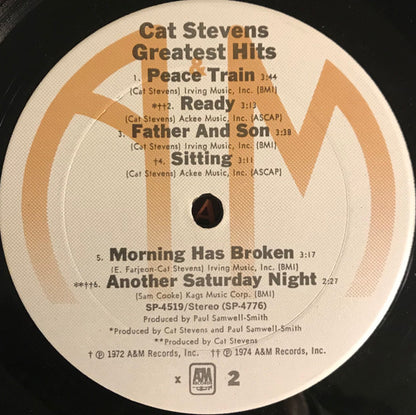 Cat Stevens
Greatest Hits
A&M
1. Peace Train 3:44
(Cat Stevens) Irving Music, Inc. (BMI)
*††2. Ready 3:13
(Cat Stevens) Ackee Music, Inc. (ASCAP)
3. Father And Son 3:38
(Cat Stevens) Irving Music, Inc. (BMI)
†4. Sitting 3:11
(Cat Stevens) Ackee Music, Inc. (ASCAP)
5. Morning Has Broken 3:17
(E. Farjeon-Cat Stevens) Irving Music, Inc. (BMI)
**††6. Another Saturday Night 2:27
(Sam Cooke) Kags Music Corp. (BMI)
SP-4519/Stereo (SP-4776)
Produced by Paul Samwell-Smith
*Produced by Cat Stevens and Paul Samwell-Smith
**Produced by Cat Stevens
† ℗ 1972 A&M Records, Inc. †† ℗ 1974 A&M Records, Inc.
x A&M RECORDS 2